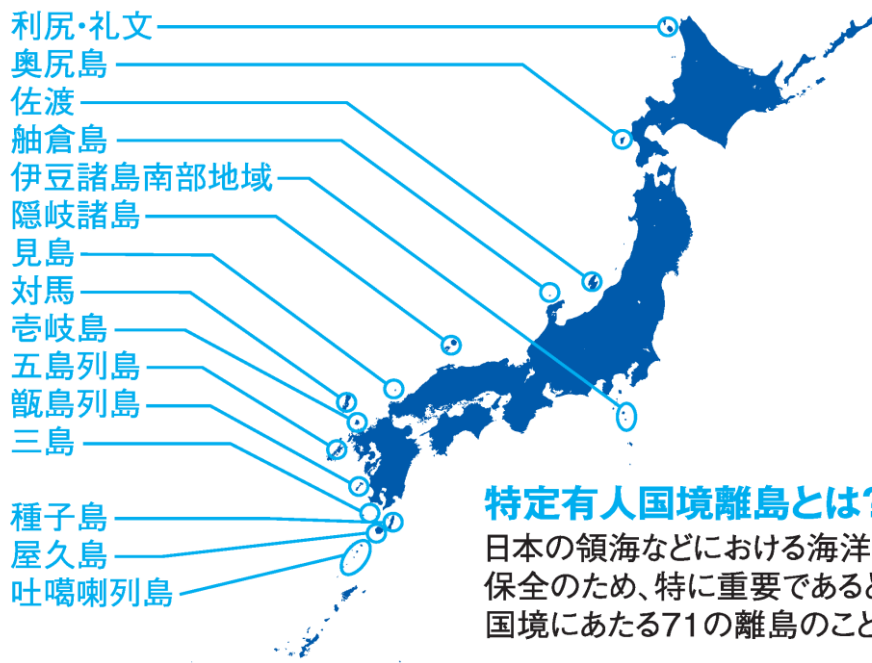 利尻・礼文
奥尻島
佐渡
舳倉島
伊豆諸島南部地域
隠岐諸島
見島
対馬
壱岐島
五島列島
甑島列島
三島
種子島
屋久島
吐噶喇列島
特定有人国境離島とは?
日本の領海などにおける海洋
保全のため、特に重要であると
国境にあたる71の離島のこと